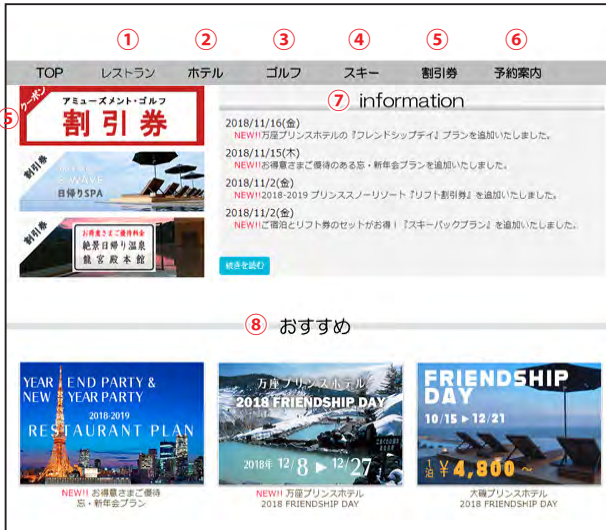 ① ② ③ ④ ⑤ ⑥
TOP レストラン ホテル ゴルフ スキー 割引券 予約案内
クーポン
アミューズメント・ゴルフ
割引券
⑤
割引券
日帰りSPA
割引券
お得意さまご優待料金
絶景日帰り温泉
龍宮殿本館
⑦ information
2018/11/16(金)
NEW!!万座プリンスホテルの『フレンドシップデイ』プランを追加いたしました。
2018/11/15(木)
NEW!!お得意さまご優待のある忘・新年会プランを追加いたしました。
2018/11/2(金)
NEW!!2018-2019 プリンススノーリゾート『リフト割引券』を追加いたしました。
2018/11/2(金)
NEW!!ご宿泊とリフト券のセットがお得！『スキーパックプラン』を追加いたしました。
続きを読む
⑧ おすすめ
YEAR END PARTY &
NEW YEAR PARTY
2018-2019
RESTAURANT PLAN
NEW!! お得意さまご優待
忘・新年会プラン
万座プリンスホテル
2018 FRIENDSHIP DAY
2018年 12/8 ▶ 12/27
NEW!! 万座プリンスホテル
2018 FRIENDSHIP DAY
FRIENDSHIP
DAY
10/15 ▶ 12/21
1泊 ¥4,800～
大磯プリンスホテル
2018 FRIENDSHIP DAY